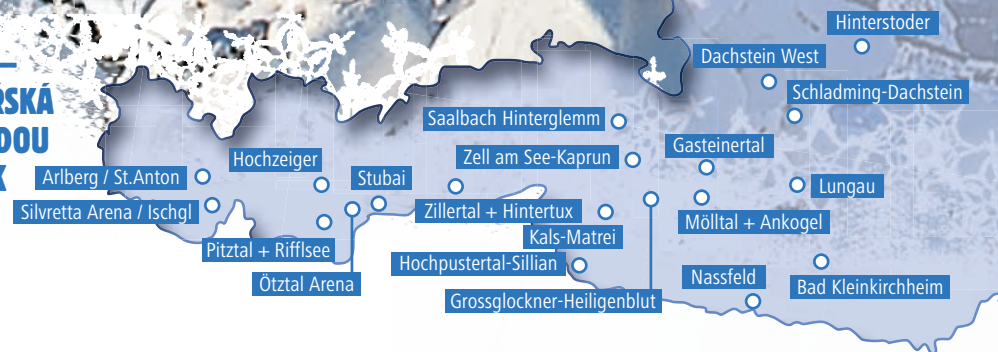 Hinterstoder
Dachstein West
Schladming-Dachstein
Saalbach Hinterglemm
Zell am See-Kaprun
Gasteinertal
Hochzeiger
Arlberg / St.Anton
Stubai
Lungau
Silvretta Arena / Ischgl
Zillertal + Hintertux
Mölltal + Ankogel
Kals-Matrei
Pitztal + Rifflsee
Hochpustertal-Sillian
Ötztal Arena
Nassfeld
Bad Kleinkirchheim
Grossglockner-Heiligenblut